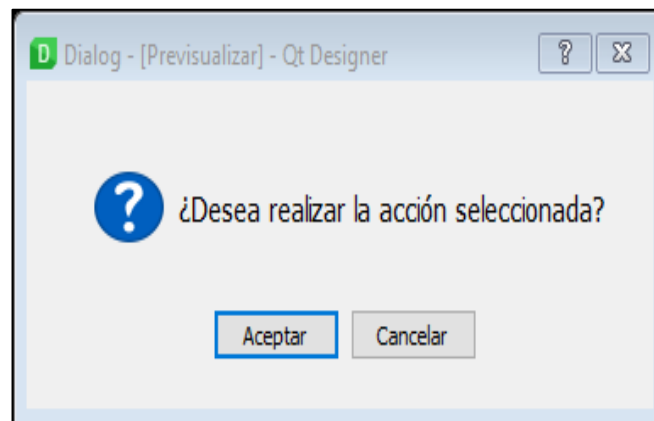 Dialog - [Previsualizar] - Qt Designer
¿Desea realizar la acción seleccionada?
Aceptar Cancelar